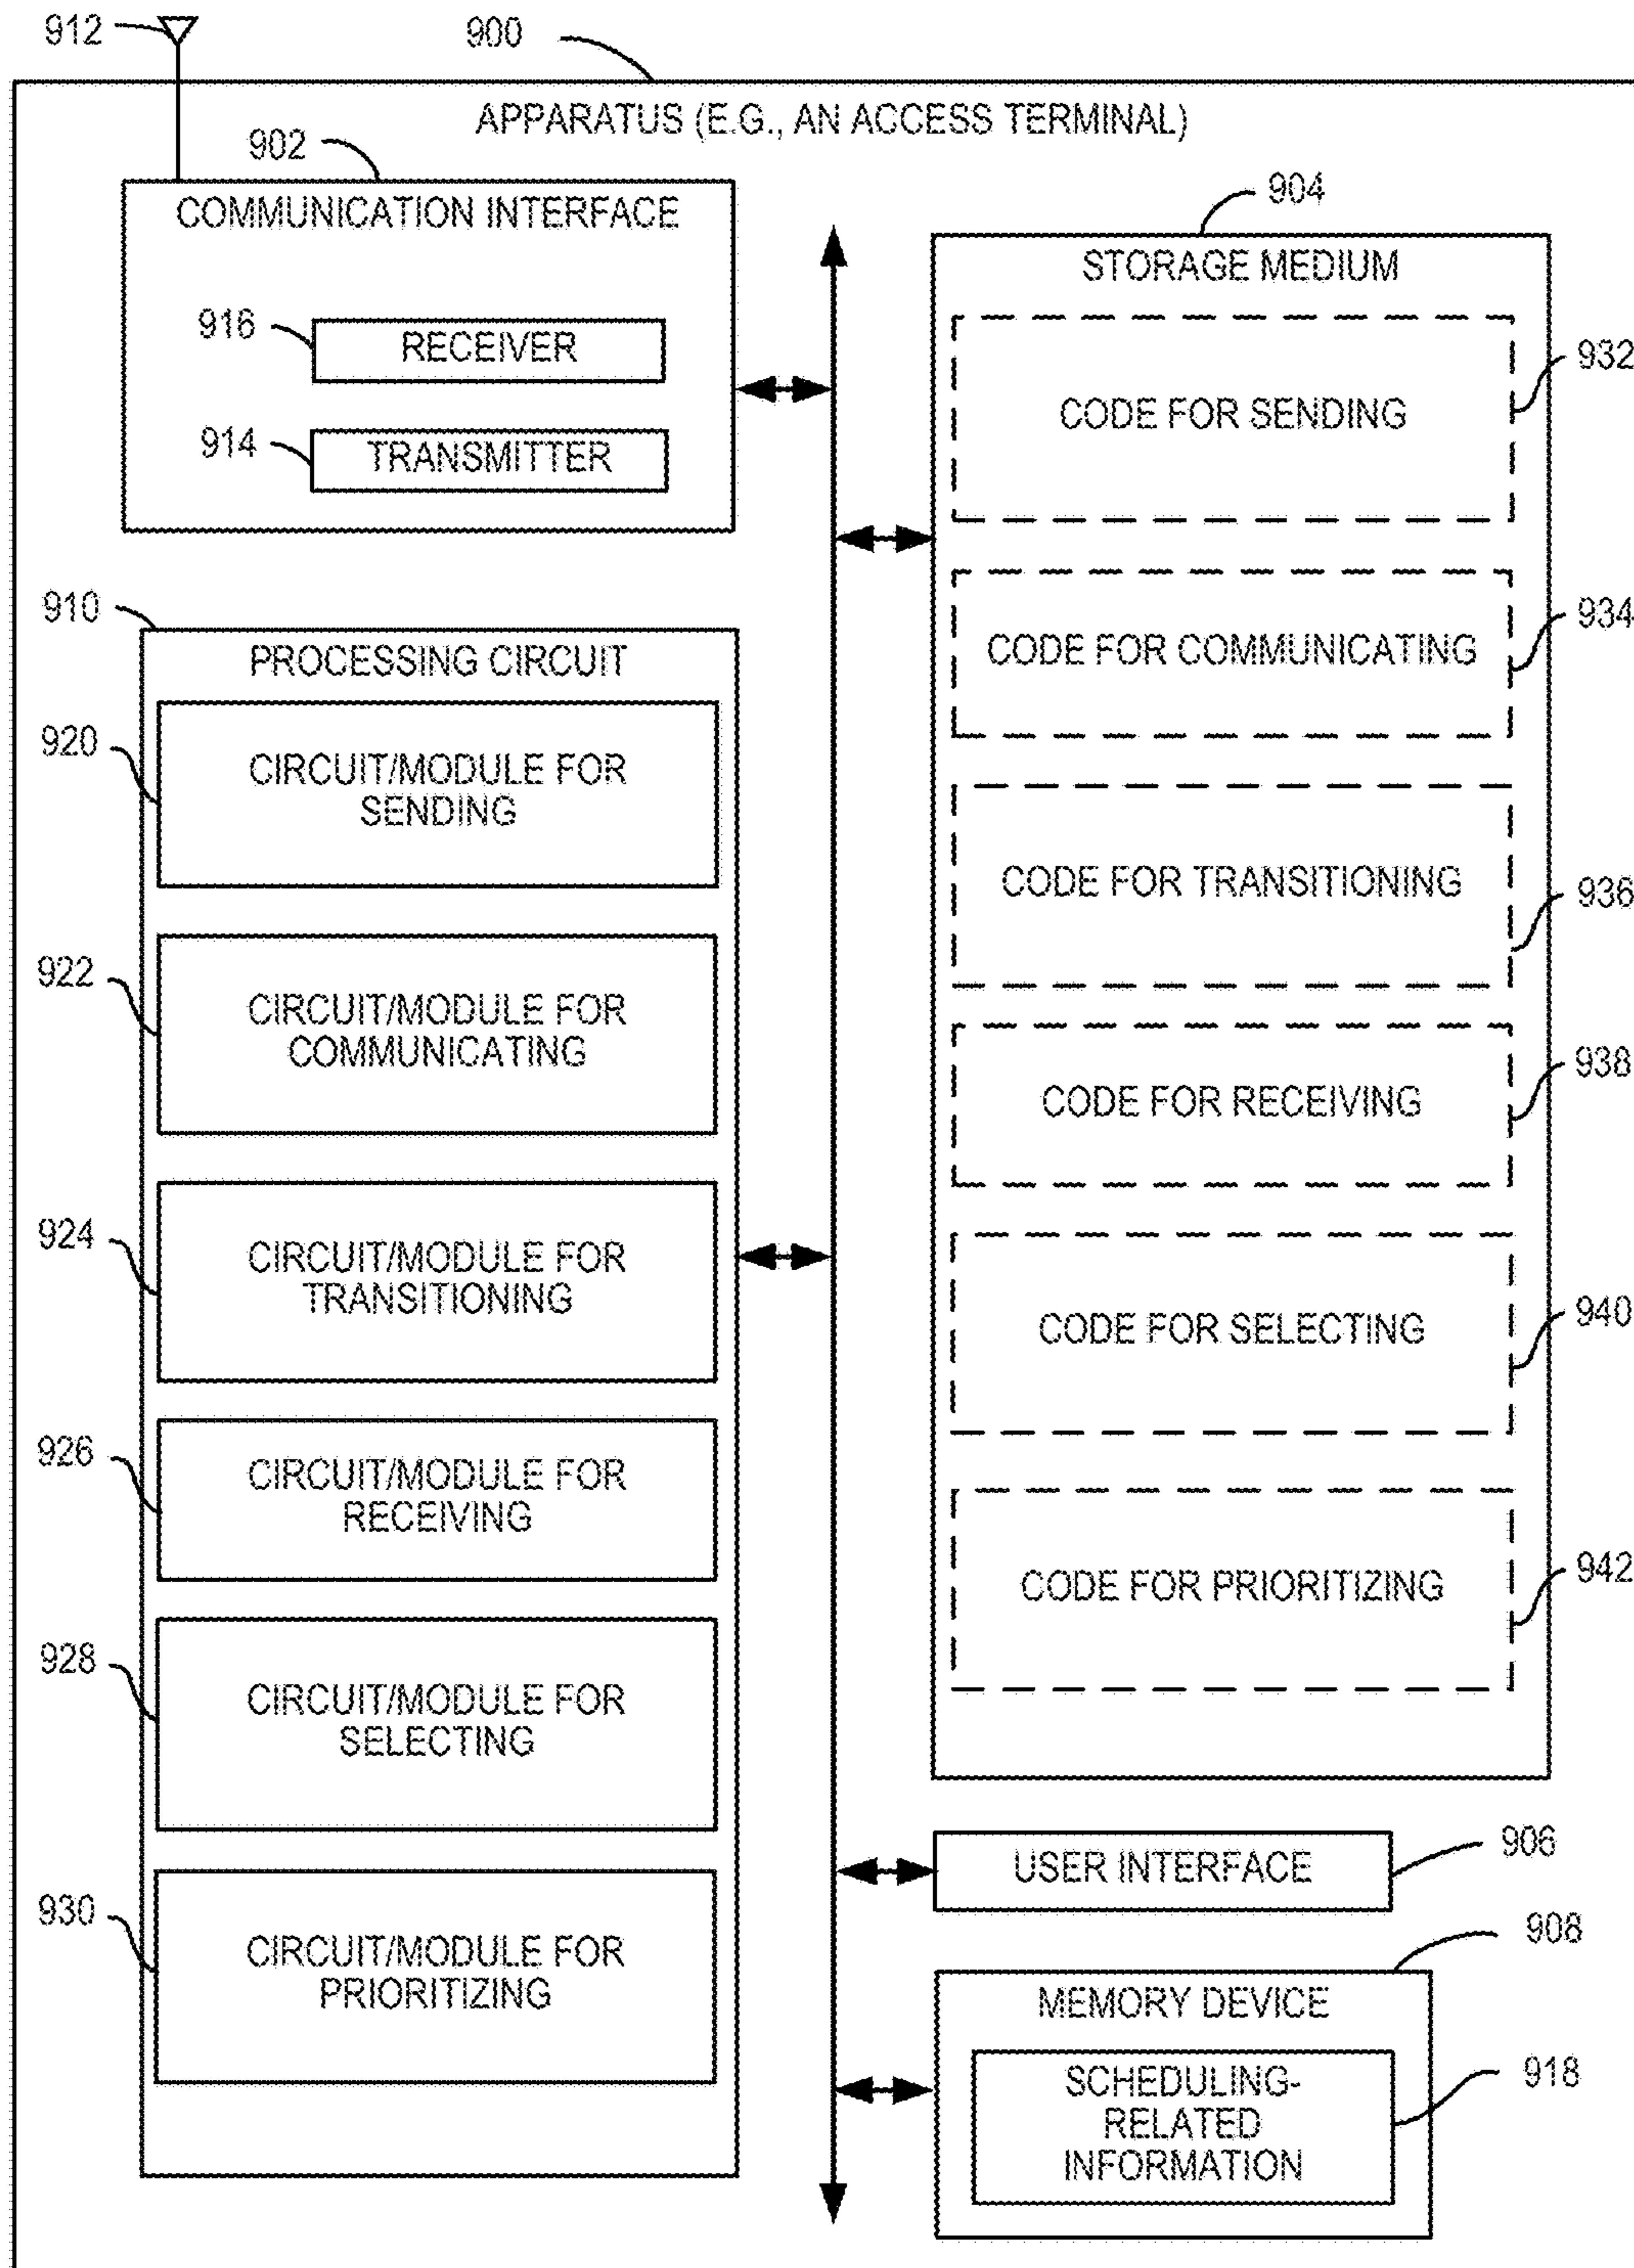 912
900
APPARATUS (E.G., AN ACCESS TERMINAL)
902
COMMUNICATION INTERFACE
916
RECEIVER
914
TRANSMITTER
910
PROCESSING CIRCUIT
920
CIRCUIT/MODULE FOR
SENDING
922
CIRCUIT/MODULE FOR
COMMUNICATING
924
CIRCUIT/MODULE FOR
TRANSITIONING
926
CIRCUIT/MODULE FOR
RECEIVING
928
CIRCUIT/MODULE FOR
SELECTING
930
CIRCUIT/MODULE FOR
PRIORITIZING
904
STORAGE MEDIUM
CODE FOR SENDING
932
CODE FOR COMMUNICATING
934
CODE FOR TRANSITIONING
936
CODE FOR RECEIVING
938
CODE FOR SELECTING
940
CODE FOR PRIORITIZING
942
USER INTERFACE
906
908
MEMORY DEVICE
SCHEDULING-
RELATED
INFORMATION
918